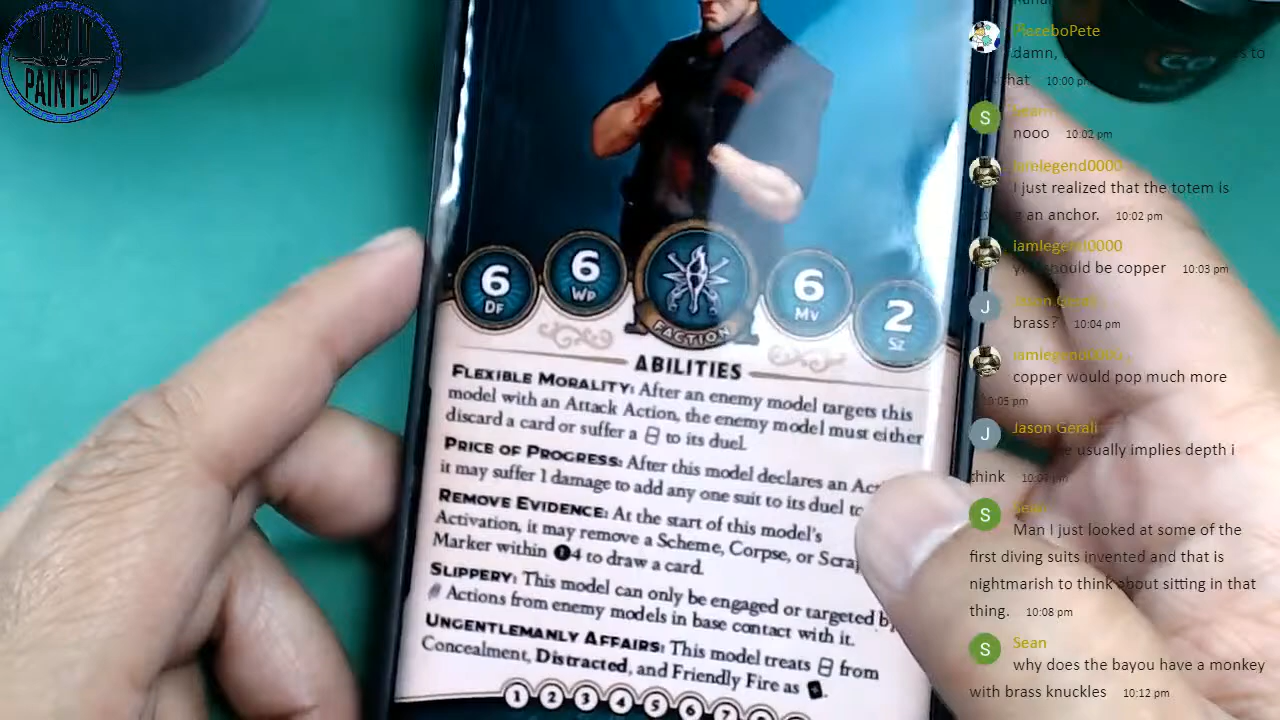 PAINTED
6
DF
6
WP
FACTION
6
MV
2
SZ
ABILITIES
FLEXIBLE MORALITY: After an enemy model targets this
model with an Attack Action, the enemy model must either
discard a card or suffer a to its duel.
PRICE OF PROGRESS: After this model declares an
it may suffer 1 damage to add any one suit to its duel
REMOVE EVIDENCE: At the start of this model's
Activation, it may remove a Scheme, Corpse, or
Marker within 4 to draw a card.
SLIPPERY: This model can only be engaged or targeted
Actions from enemy models in base contact with it.
UNGENTLEMANLY AFFAIRS: This model treats from
Concealment, Distracted, and Friendly Fire as .
1 2 3 4 5 6 7
PlaceboPete
damn, to
that 10:00 pm
Sean
nooo 10:02 pm
iamlegend0000
I just realized that the totem is
an anchor. 10:02 pm
iamlegend0000
you should be copper 10:03 pm
Jason Gerali
brass? 10:04 pm
iamlegend0000
copper would pop much more
10:05 pm
Jason Gerali
usually implies depth i
think
Sean
Man I just looked at some of the
first diving suits invented and that is
nightmarish to think about sitting in that
thing. 10:08 pm
Sean
why does the bayou have a monkey
with brass knuckles 10:12 pm